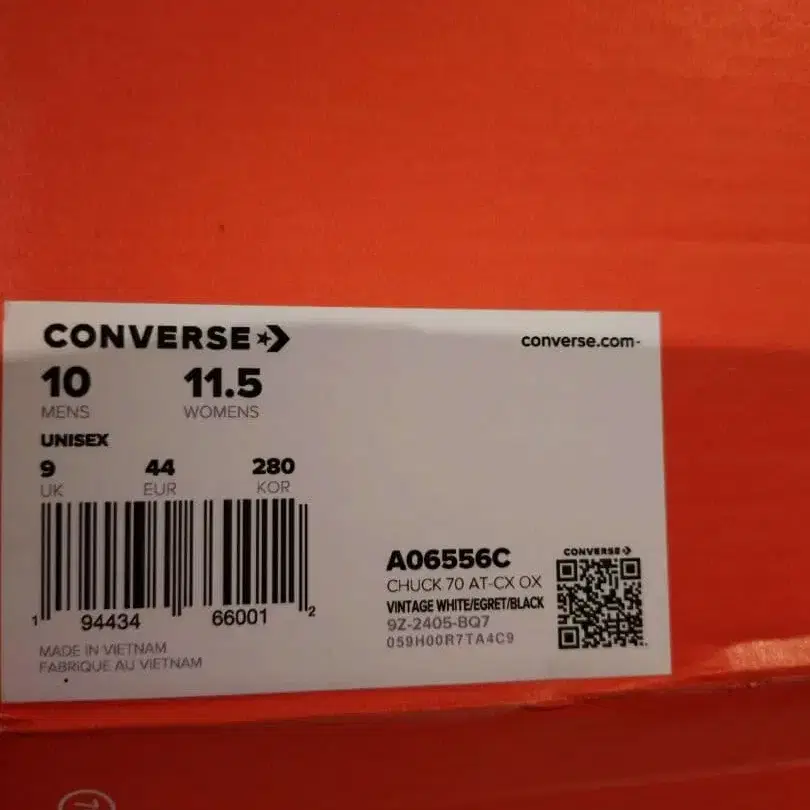 CONVERSE
converse.com
10 11.5
MENS WOMENS
UNISEX
9 44 280
UK EUR KOR
1 94434 66001 2
MADE IN VIETNAM
FABRIQUE AU VIETNAM
A06556C
CHUCK 70 AT-CX OX
VINTAGE WHITE/EGRET/BLACK
9Z-2405-BQ7
059H00R7TA4C9
CONVERSE